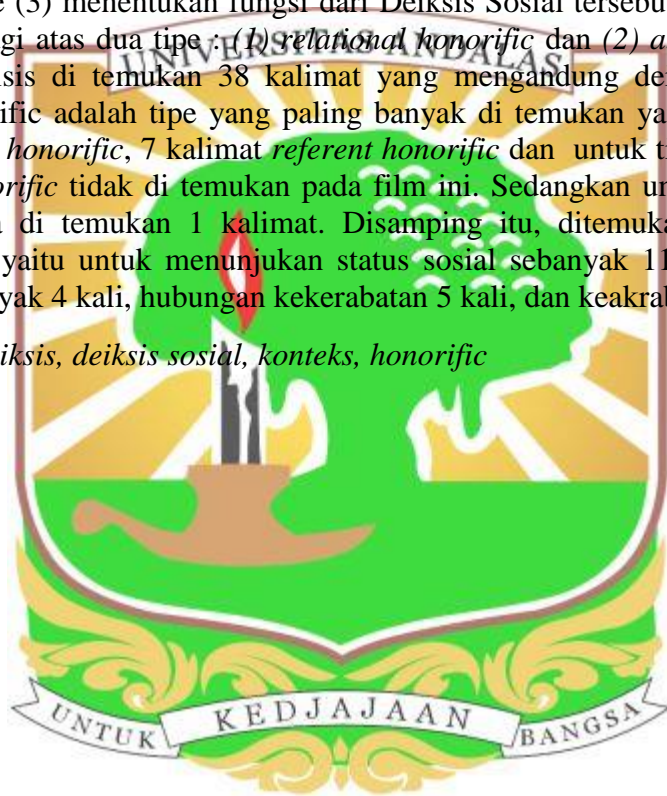 e (3) menentukan fungsi dari Deiksis Sosial tersebu
gi atas dua tipe : (1) relational honorific dan (2) a
UNIVERSITAS ANDALAS
sis di temukan 38 kalimat yang mengandung de
ific adalah tipe yang paling banyak di temukan ya
honorific, 7 kalimat referent honorific dan untuk t
orific tidak di temukan pada film ini. Sedangkan u
di temukan 1 kalimat. Disamping itu, ditemuka
yaitu untuk menunjukan status sosial sebanyak 11
yak 4 kali, hubungan kekerabatan 5 kali, dan keakra
iksis, deiksis sosial, konteks, honorific
UNTUK KEDJAJAAN BANGSA